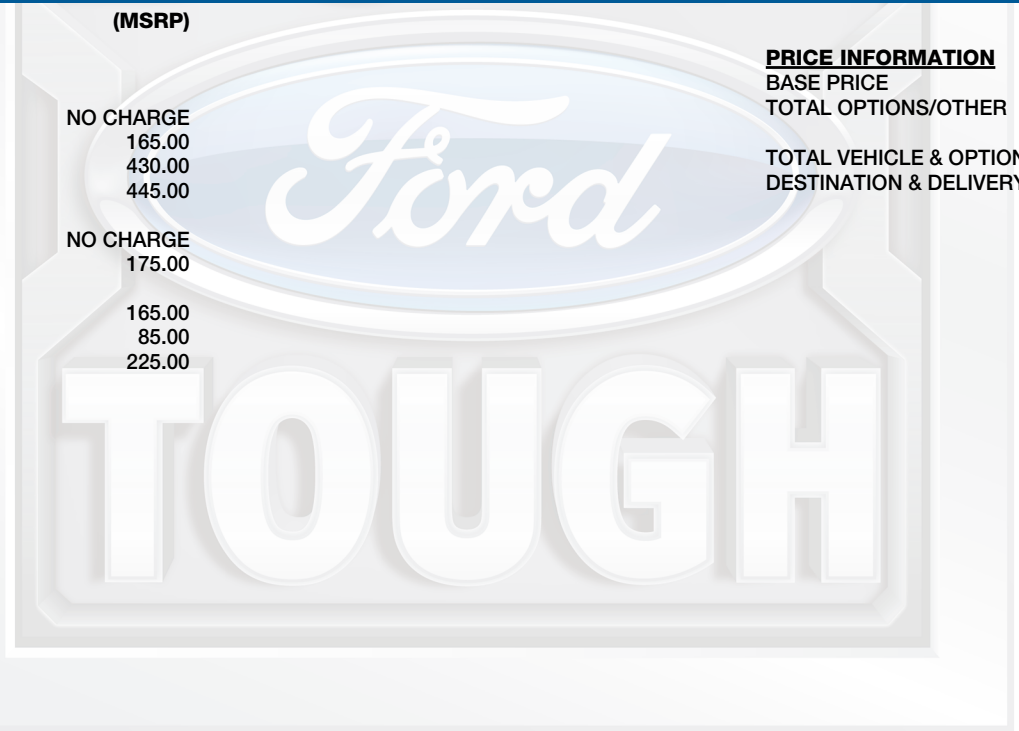 (MSRP)
NO CHARGE
165.00
430.00
445.00
NO CHARGE
175.00
165.00
85.00
225.00
PRICE INFORMATION
BASE PRICE
TOTAL OPTIONS/OTHER
TOTAL VEHICLE & OPTION
DESTINATION & DELIVERY
Ford
TOUGH